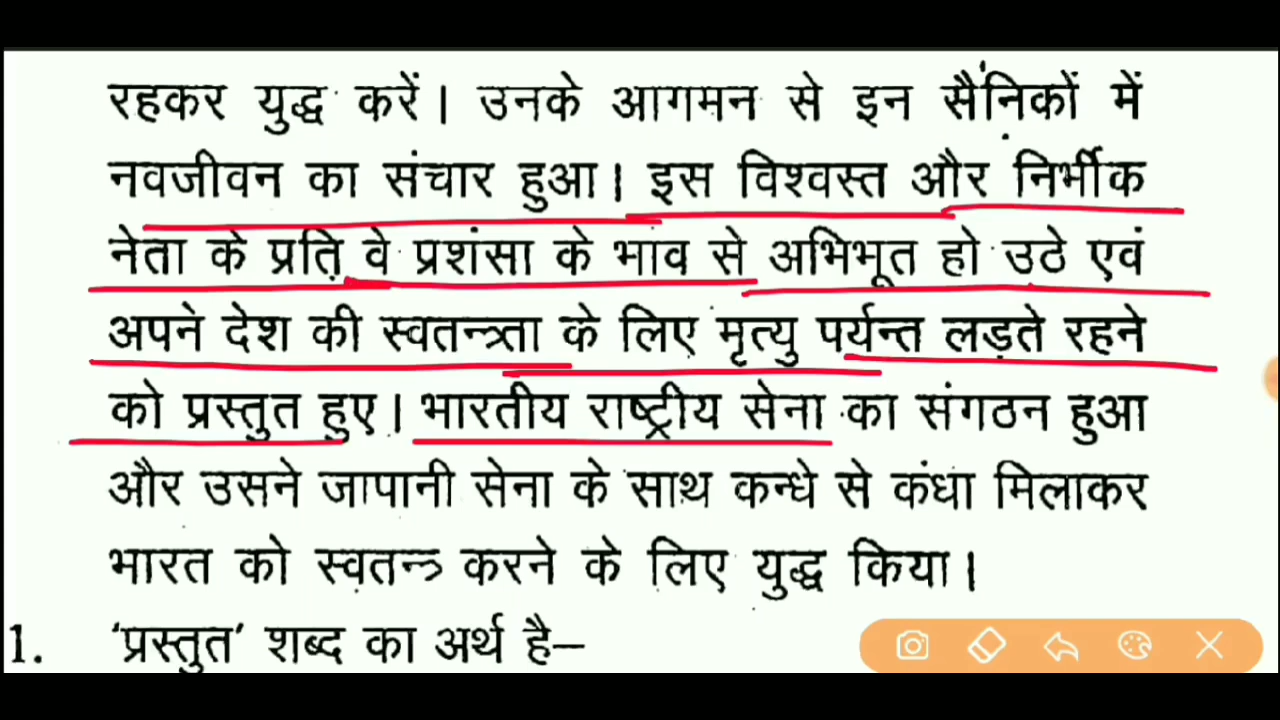 रहकर युद्ध करें। उनके आगमन से इन सैनिकों में
नवजीवन का संचार हुआ। इस विश्वस्त और निर्भीक
नेता के प्रति वे प्रशंसा के भाव से अभिभूत हो उठे एवं
अपने देश की स्वतन्त्रता के लिए मृत्यु पर्यन्त लड़ते रहने
को प्रस्तुत हुए। भारतीय राष्ट्रीय सेना का संगठन हुआ
और उसने जापानी सेना के साथ कन्धे से कंधा मिलाकर
भारत को स्वतन्त्र करने के लिए युद्ध किया।
1. 'प्रस्तुत' शब्द का अर्थ है–